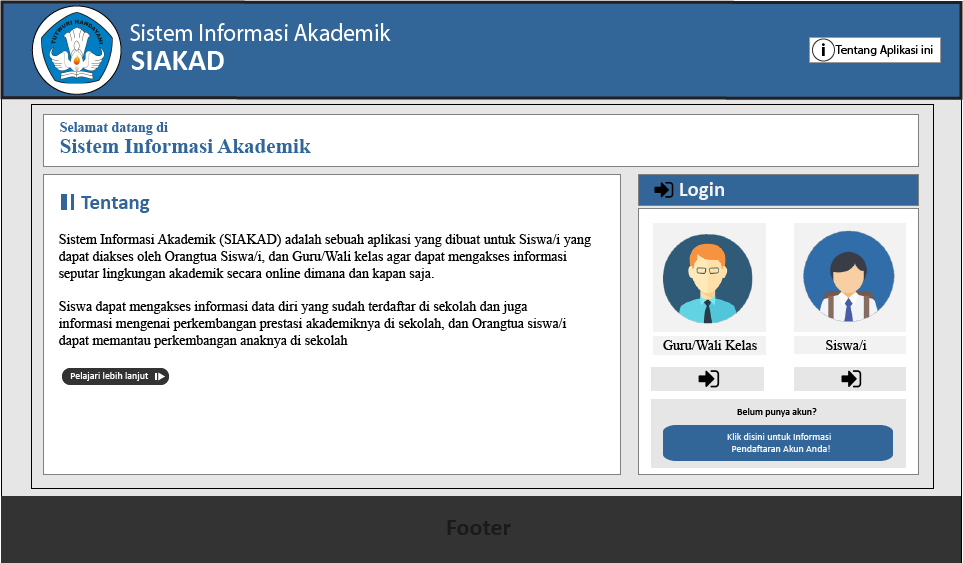 TUTWURI HANDAYANI
Sistem Informasi Akademik
SIAKAD
i Tentang Aplikasi ini
Selamat datang di
Sistem Informasi Akademik
Tentang
Sistem Informasi Akademik (SIAKAD) adalah sebuah aplikasi yang dibuat untuk Siswa/i yang
dapat diakses oleh Orangtua Siswa/i, dan Guru/Wali kelas agar dapat mengakses informasi
seputar lingkungan akademik secara online dimana dan kapan saja.
Siswa dapat mengakses informasi data diri yang sudah terdaftar di sekolah dan juga
informasi mengenai perkembangan prestasi akademiknya di sekolah, dan Orangtua siswa/i
dapat memantau perkembangan anaknya di sekolah
Pelajari lebih lanjut
Login
Guru/Wali Kelas
Siswa/i
Belum punya akun?
Klik disini untuk Informasi
Pendaftaran Akun Anda!
Footer